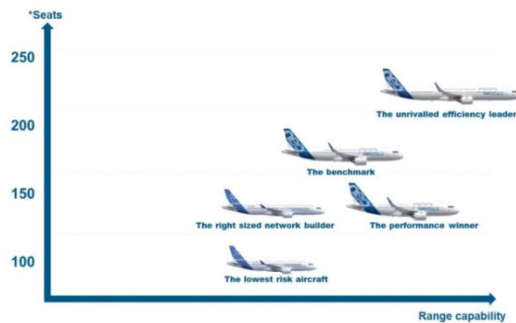 *Seats
250
The unrivalled efficiency leader
200
The benchmark
150
The right sized network builder
The performance winner
100
The lowest risk aircraft
Range capability